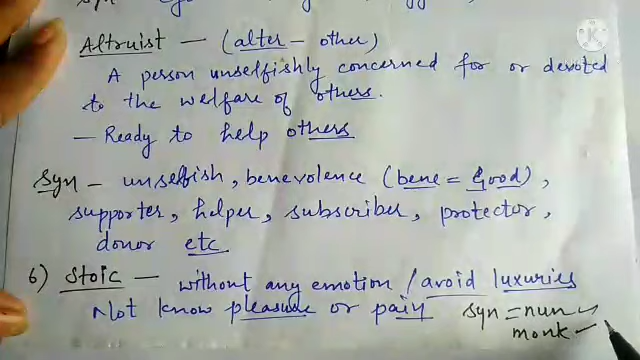 Altruist — (alter – other)
A person unselfishly concerned for or devoted
to the welfare of others.
— Ready to help others
Syn – unselfish, benevolence (bene = Good),
supporter, helper, subscriber, protector,
donor etc
6) Stoic — without any emotion / avoid luxuries
Not know pleasure or pain syn = nun
monk